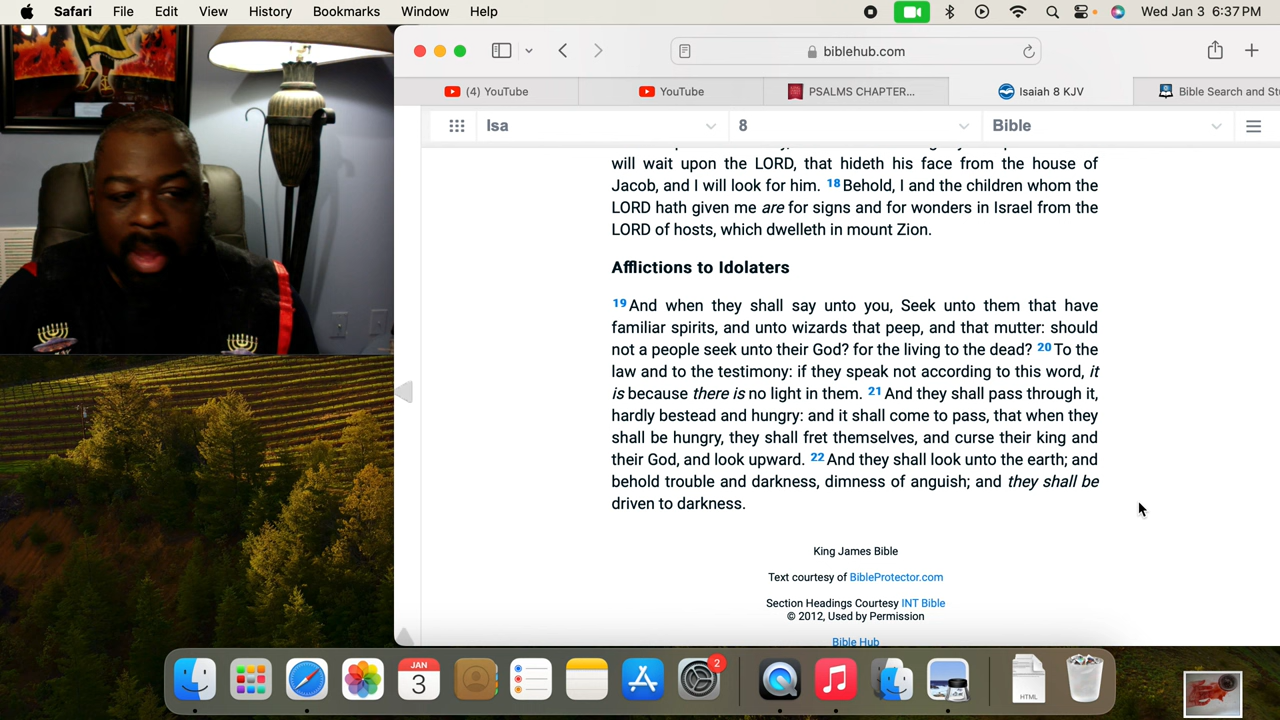 Safari File Edit View History Bookmarks Window Help Wed Jan 3 6:37 PM
biblehub.com
(4) YouTube YouTube PSALMS CHAPTER... Isaiah 8 KJV Bible Search and Stu
Isa 8 Bible
will wait upon the LORD, that hideth his face from the house of
Jacob, and I will look for him. 18 Behold, I and the children whom the
LORD hath given me are for signs and for wonders in Israel from the
LORD of hosts, which dwelleth in mount Zion.
Afflictions to Idolaters
19 And when they shall say unto you, Seek unto them that have
familiar spirits, and unto wizards that peep, and that mutter: should
not a people seek unto their God? for the living to the dead? 20 To the
law and to the testimony: if they speak not according to this word, it
is because there is no light in them. 21 And they shall pass through it,
hardly bestead and hungry: and it shall come to pass, that when they
shall be hungry, they shall fret themselves, and curse their king and
their God, and look upward. 22 And they shall look unto the earth; and
behold trouble and darkness, dimness of anguish; and they shall be
driven to darkness.
King James Bible
Text courtesy of BibleProtector.com
Section Headings Courtesy INT Bible
© 2012, Used by Permission
Bible Hub
JAN
3
2
HTML